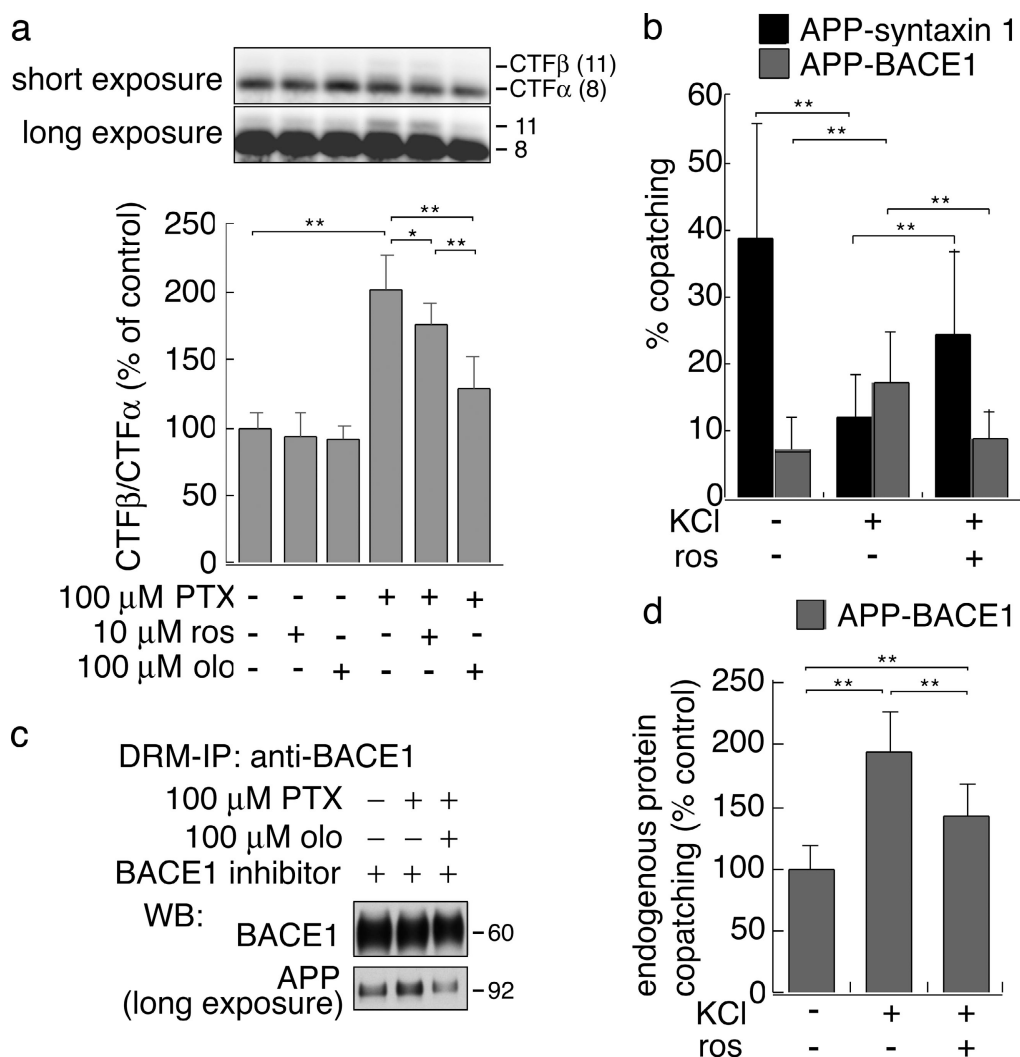 a
short exposure
CTFβ (11)
CTFα (8)
long exposure
11
8
CTFβ/CTFα (% of control)
250
200
150
100
50
0
** ** * **
100 µM PTX - - - + + +
10 µM ros - + - - + -
100 µM olo - - + - - +
b
APP-syntaxin 1
APP-BACE1
% copatching
60
50
40
30
20
10
0
** ** ** **
KCl - + +
ros - - +
c
DRM-IP: anti-BACE1
100 µM PTX − + +
100 µM olo − − +
BACE1 inhibitor + + +
WB:
BACE1
60
APP
(long exposure)
92
d
APP-BACE1
endogenous protein
copatching (% control)
250
200
150
100
50
0
** ** **
KCl - + +
ros - - +